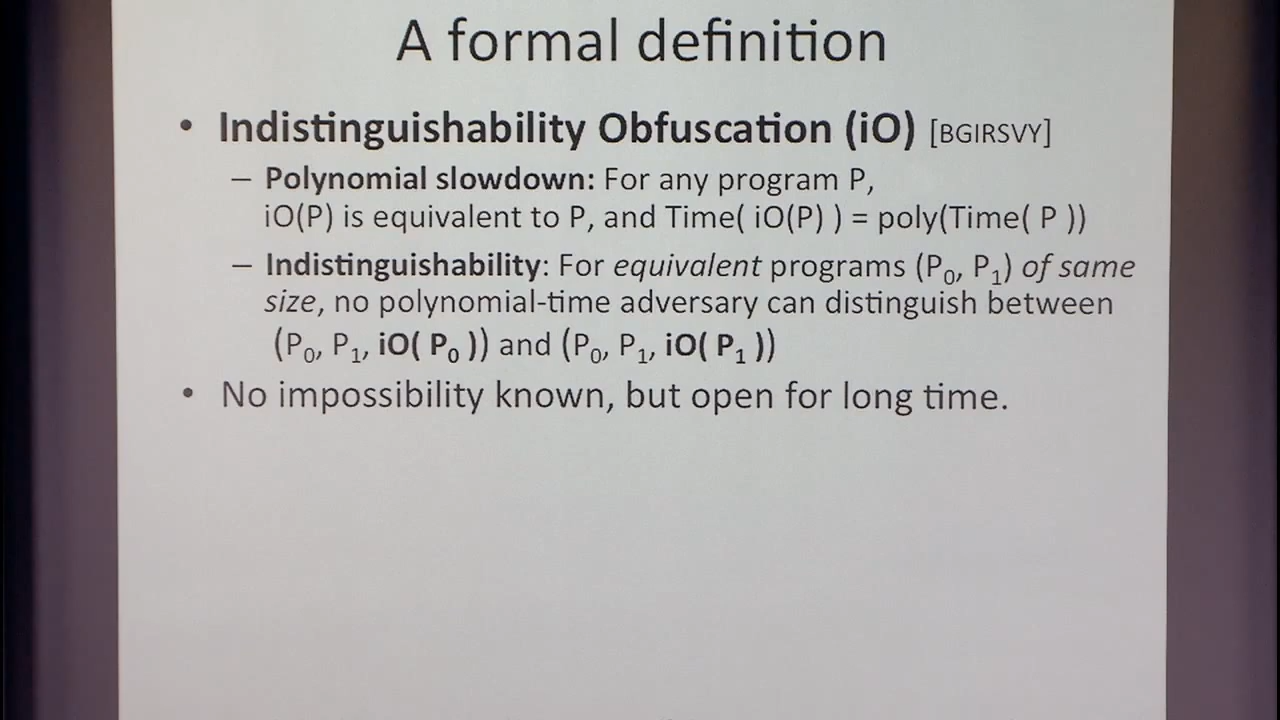 A formal definition
• Indistinguishability Obfuscation (iO) [BGIRSVY]
– Polynomial slowdown: For any program P,
iO(P) is equivalent to P, and Time( iO(P) ) = poly(Time( P ))
– Indistinguishability: For equivalent programs (P₀, P₁) of same
size, no polynomial-time adversary can distinguish between
(P₀, P₁, iO( P₀ )) and (P₀, P₁, iO( P₁ ))
• No impossibility known, but open for long time.